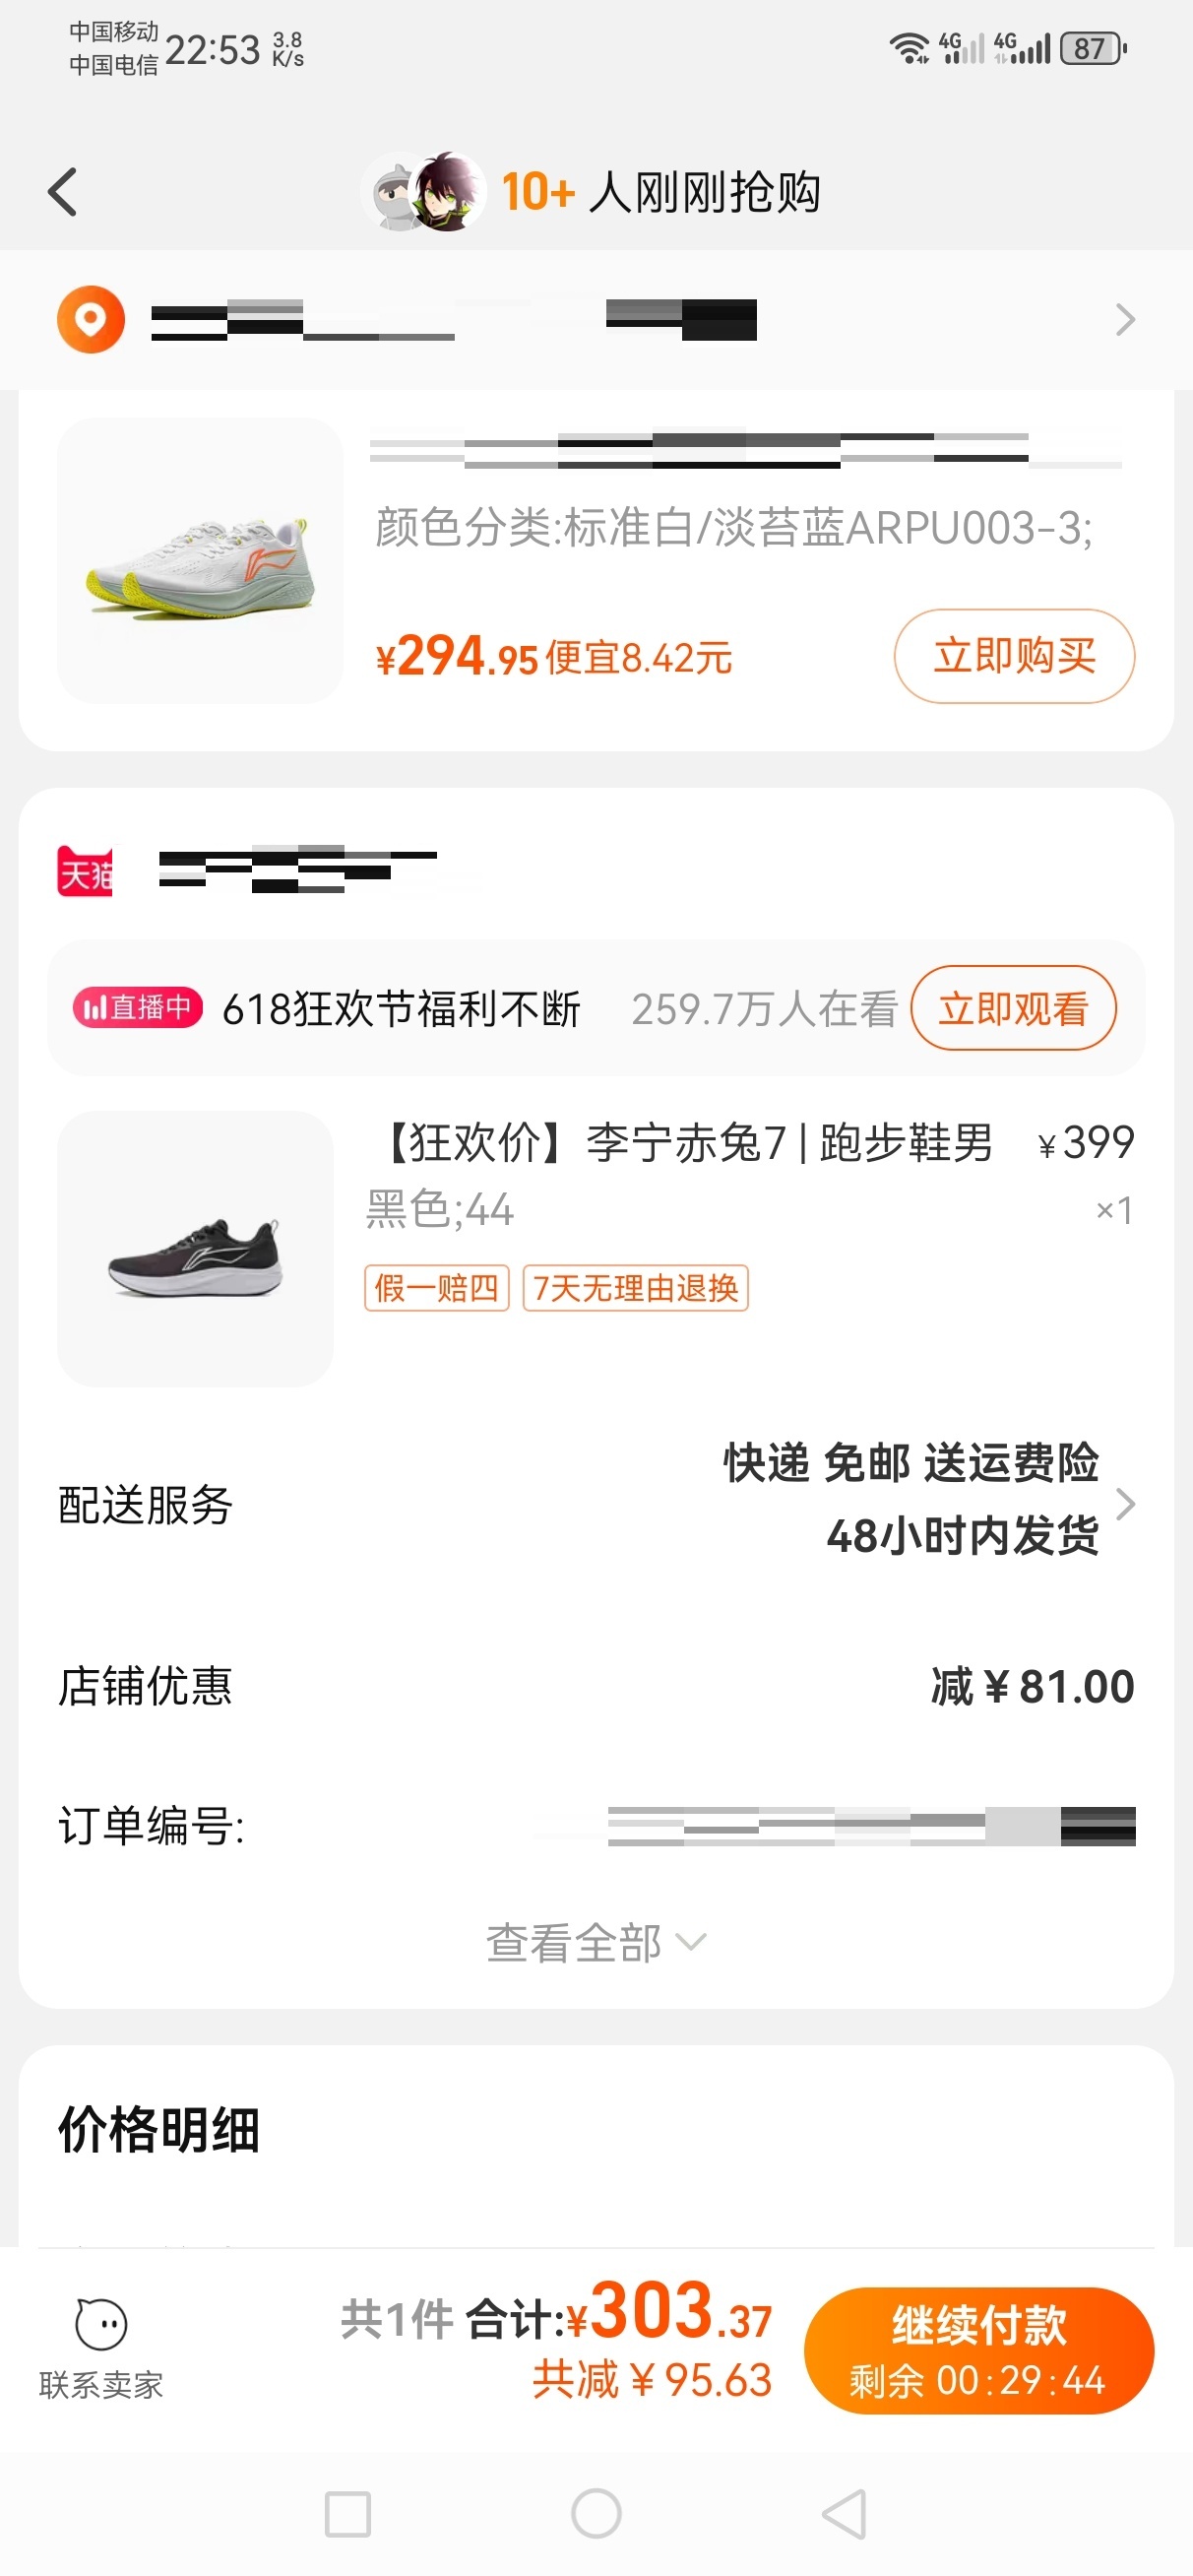 中国移动
中国电信
22:53
3.8
K/s
4G
4G
87
10+ 人刚刚抢购
颜色分类:标准白/淡苔蓝ARPU003-3;
¥294.95 便宜8.42元
立即购买
天猫
直播中 618狂欢节福利不断 259.7万人在看 立即观看
【狂欢价】李宁赤兔7 | 跑步鞋男 ¥399
黑色;44 ×1
假一赔四 7天无理由退换
配送服务
快递 免邮 送运费险
48小时内发货
店铺优惠 减¥81.00
订单编号:
查看全部
价格明细
联系卖家
共1件 合计:¥303.37
共减¥95.63
继续付款
剩余 00:29:44